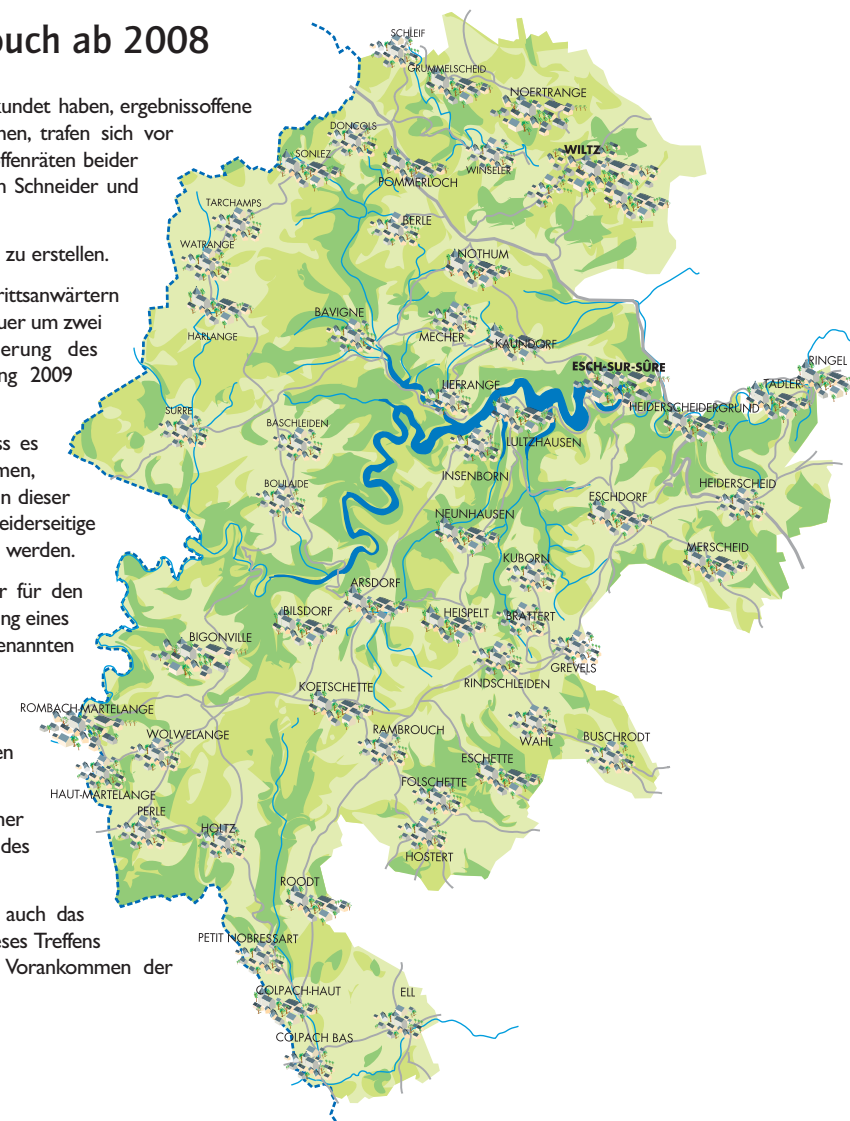 ouch ab 2008
kundet haben, ergebnissoffene
hen, trafen sich vor
ffenräten beider
n Schneider und
zu erstellen.
rittsanwärtern
uer um zwei
erung des
ng 2009
ss es
men,
n dieser
eiderseitige
werden.
r für den
ng eines
enannten
en
ner
des
auch das
eses Treffens
Vorankommen der
SCHLEIF
GRUMMELSCHEID
NOERTRANGE
DONCOLS
SONLEZ
WILTZ
WINSELER
POMMERLOCH
TARCHAMPS
BERLE
WATRANGE
NOTHUM
BAVIGNE
HARLANGE
MECHER
KAUNDORF
RINGEL
ESCH-SUR-SÛRE
TADLER
LIEFRANGE
HEIDERSCHEIDERGRUND
SURRE
BASCHLEIDEN
LULTZHAUSEN
INSENBORN
BOULAIDE
HEIDERSCHEID
ESCHDORF
NEUNHAUSEN
MERSCHEID
KUBORN
ARSDORF
BILSDORF
HEISPELT
BRATTERT
BIGONVILLE
GREVELS
RINDSCHLEIDEN
KOETSCHETTE
ROMBACH-MARTELANGE
WOLWELANGE
RAMBROUCH
WAHL
BUSCHRODT
ESCHETTE
FOLSCHETTE
HAUT-MARTELANGE
PERLE
HOLTZ
HOSTERT
ROODT
PETIT NOBRESSART
COLPACH-HAUT
ELL
COLPACH BAS